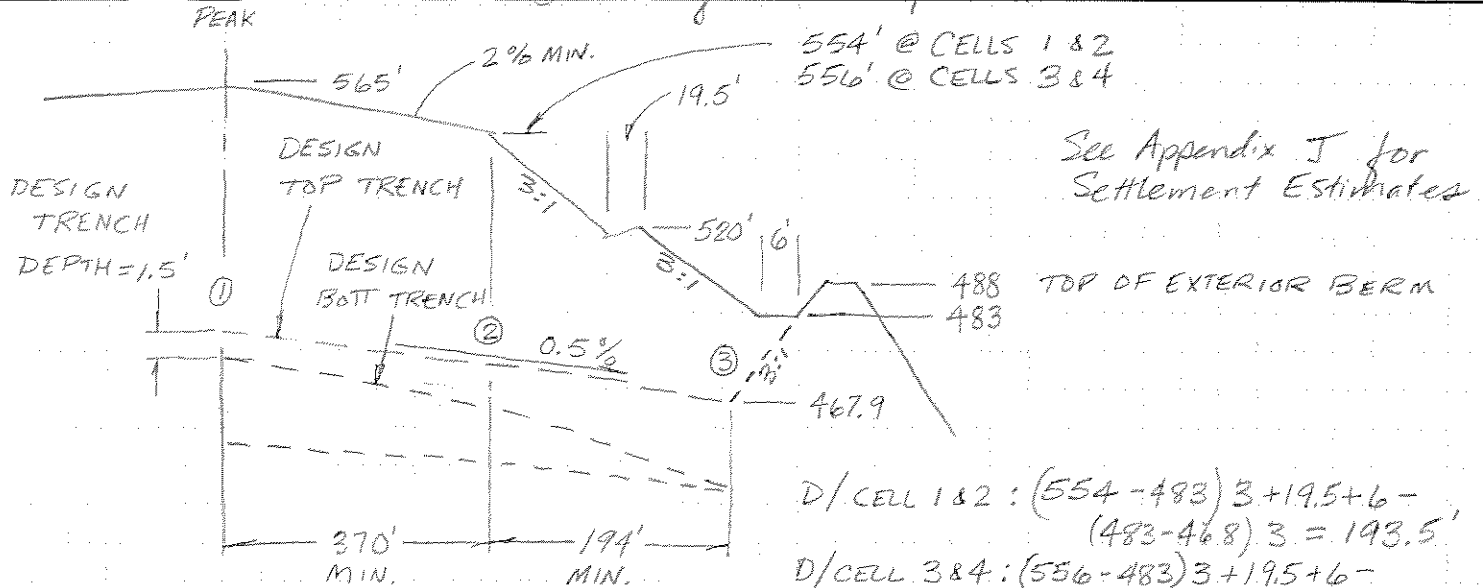 PEAK
554' @ CELLS 1 & 2
2% MIN.
556' @ CELLS 3 & 4
565'
19.5'
See Appendix J for
Settlement Estimates
DESIGN
TOP TRENCH
DESIGN
TRENCH
DEPTH = 1.5'
3:1
520'
6'
3:1
DESIGN
BOTT TRENCH
488 TOP OF EXTERIOR BERM
483
①
②
0.5%
③
467.9
D/CELL 1 & 2 : (554 - 483) 3 + 19.5 + 6 -
(483 - 468) 3 = 193.5'
370'
194'
MIN.
MIN.
D/CELL 3 & 4 : (556 - 483) 3 + 19.5 + 6 -